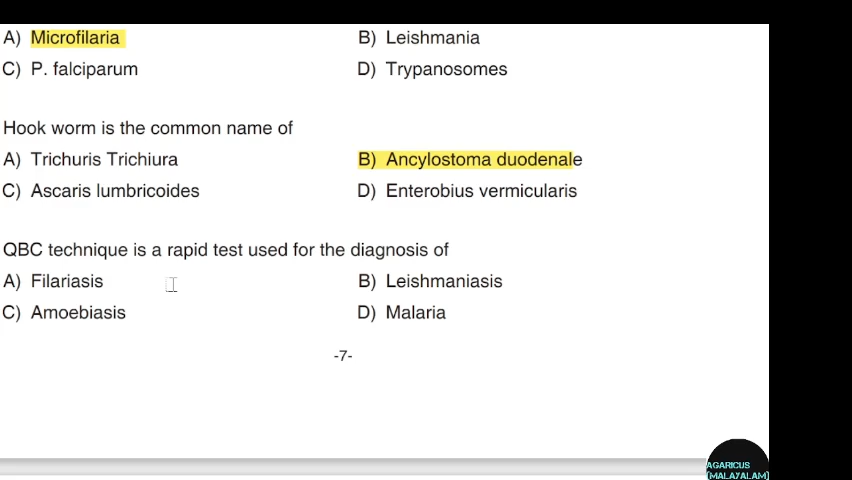 A) Microfilaria B) Leishmania
C) P. falciparum D) Trypanosomes
Hook worm is the common name of
A) Trichuris Trichiura B) Ancylostoma duodenale
C) Ascaris lumbricoides D) Enterobius vermicularis
QBC technique is a rapid test used for the diagnosis of
A) Filariasis B) Leishmaniasis
C) Amoebiasis D) Malaria
-7-
AGARICUS
(MALAYALAM)